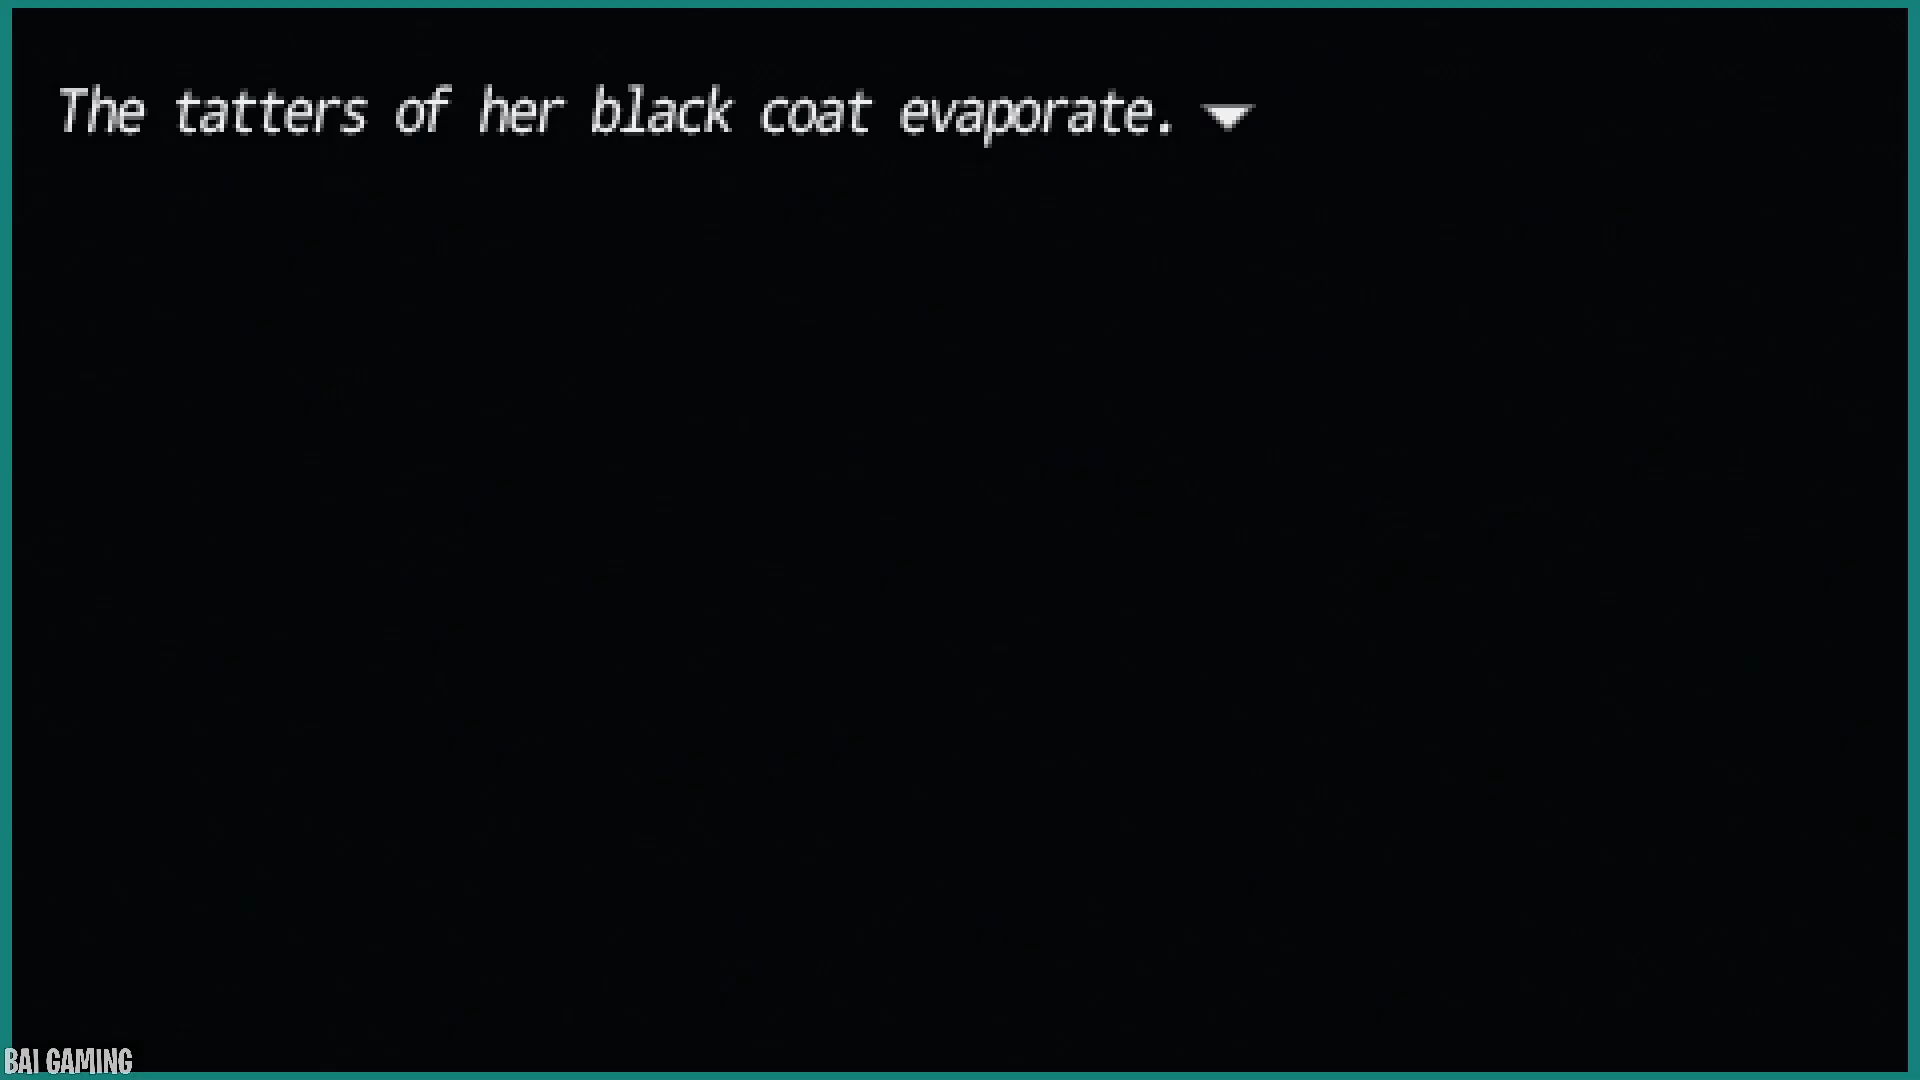 The tatters of her black coat evaporate.
BAI GAMING